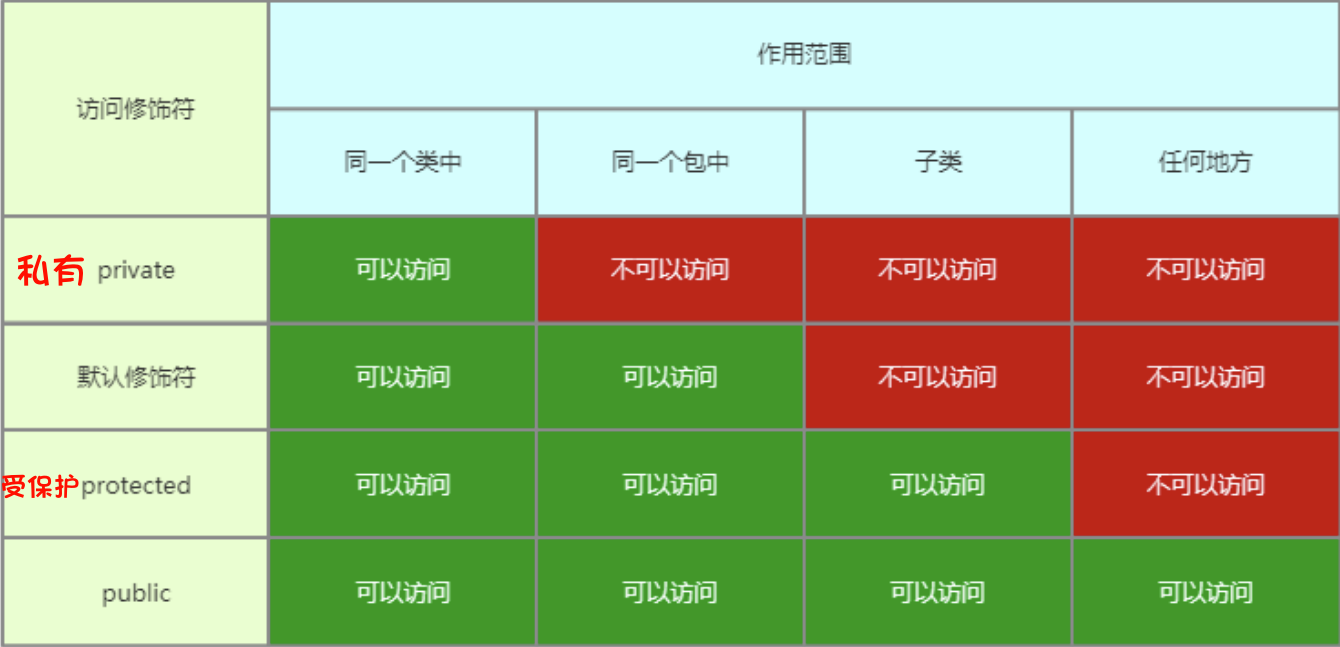 访问修饰符
作用范围
同一个类中
同一个包中
子类
任何地方
私有 private
可以访问
不可以访问
不可以访问
不可以访问
默认修饰符
可以访问
可以访问
不可以访问
不可以访问
受保护protected
可以访问
可以访问
可以访问
不可以访问
public
可以访问
可以访问
可以访问
可以访问